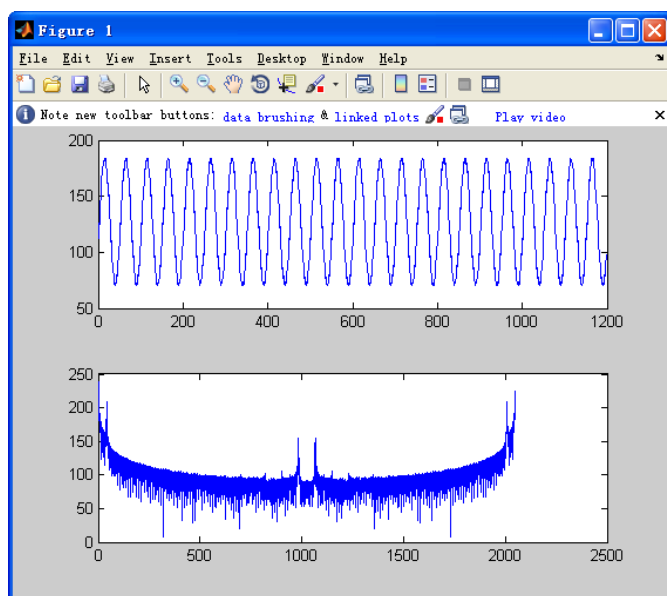 Figure 1
File Edit View Insert Tools Desktop Window Help
Note new toolbar buttons: data brushing & linked plots Play video
200
150
100
50
0 200 400 600 800 1000 1200
250
200
150
100
50
0
0 500 1000 1500 2000 2500